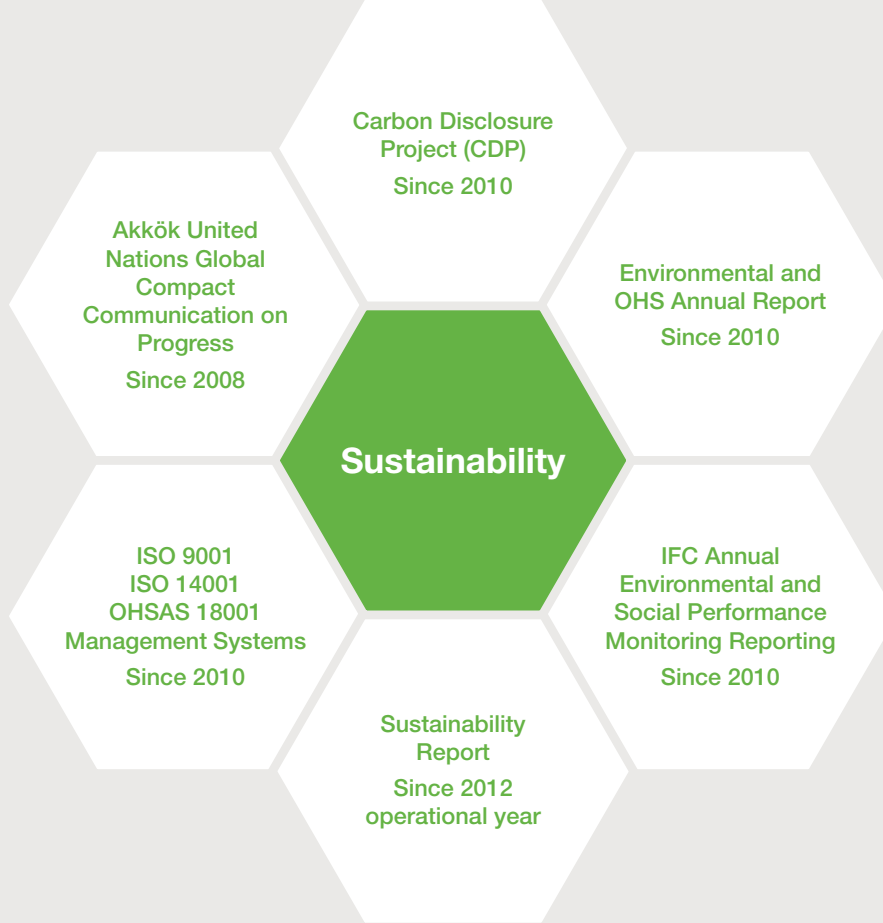 Carbon Disclosure
Project (CDP)
Since 2010
Akkök United
Nations Global
Compact
Communication on
Progress
Since 2008
Environmental and
OHS Annual Report
Since 2010
Sustainability
ISO 9001
ISO 14001
OHSAS 18001
Management Systems
Since 2010
IFC Annual
Environmental and
Social Performance
Monitoring Reporting
Since 2010
Sustainability
Report
Since 2012
operational year